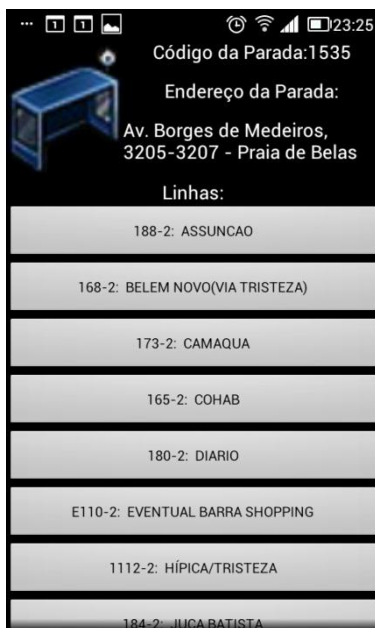 23:25
Código da Parada:1535
Endereço da Parada:
Av. Borges de Medeiros,
3205-3207 - Praia de Belas
Linhas:
188-2: ASSUNCAO
168-2: BELEM NOVO(VIA TRISTEZA)
173-2: CAMAQUA
165-2: COHAB
180-2: DIARIO
E110-2: EVENTUAL BARRA SHOPPING
1112-2: HÍPICA/TRISTEZA
184-2: JUCA BATISTA